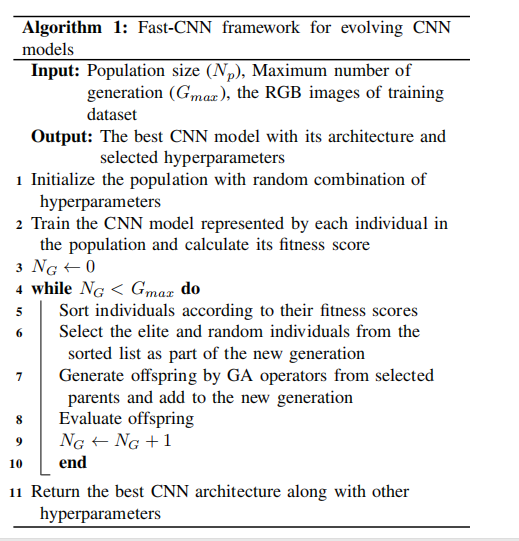 Algorithm 1: Fast-CNN framework for evolving CNN
models
Input: Population size (N_p), Maximum number of
generation (G_max), the RGB images of training
dataset
Output: The best CNN model with its architecture and
selected hyperparameters
1 Initialize the population with random combination of
hyperparameters
2 Train the CNN model represented by each individual in
the population and calculate its fitness score
3 N_G ← 0
4 while N_G < G_max do
5 Sort individuals according to their fitness scores
6 Select the elite and random individuals from the
sorted list as part of the new generation
7 Generate offspring by GA operators from selected
parents and add to the new generation
8 Evaluate offspring
9 N_G ← N_G + 1
10 end
11 Return the best CNN architecture along with other
hyperparameters